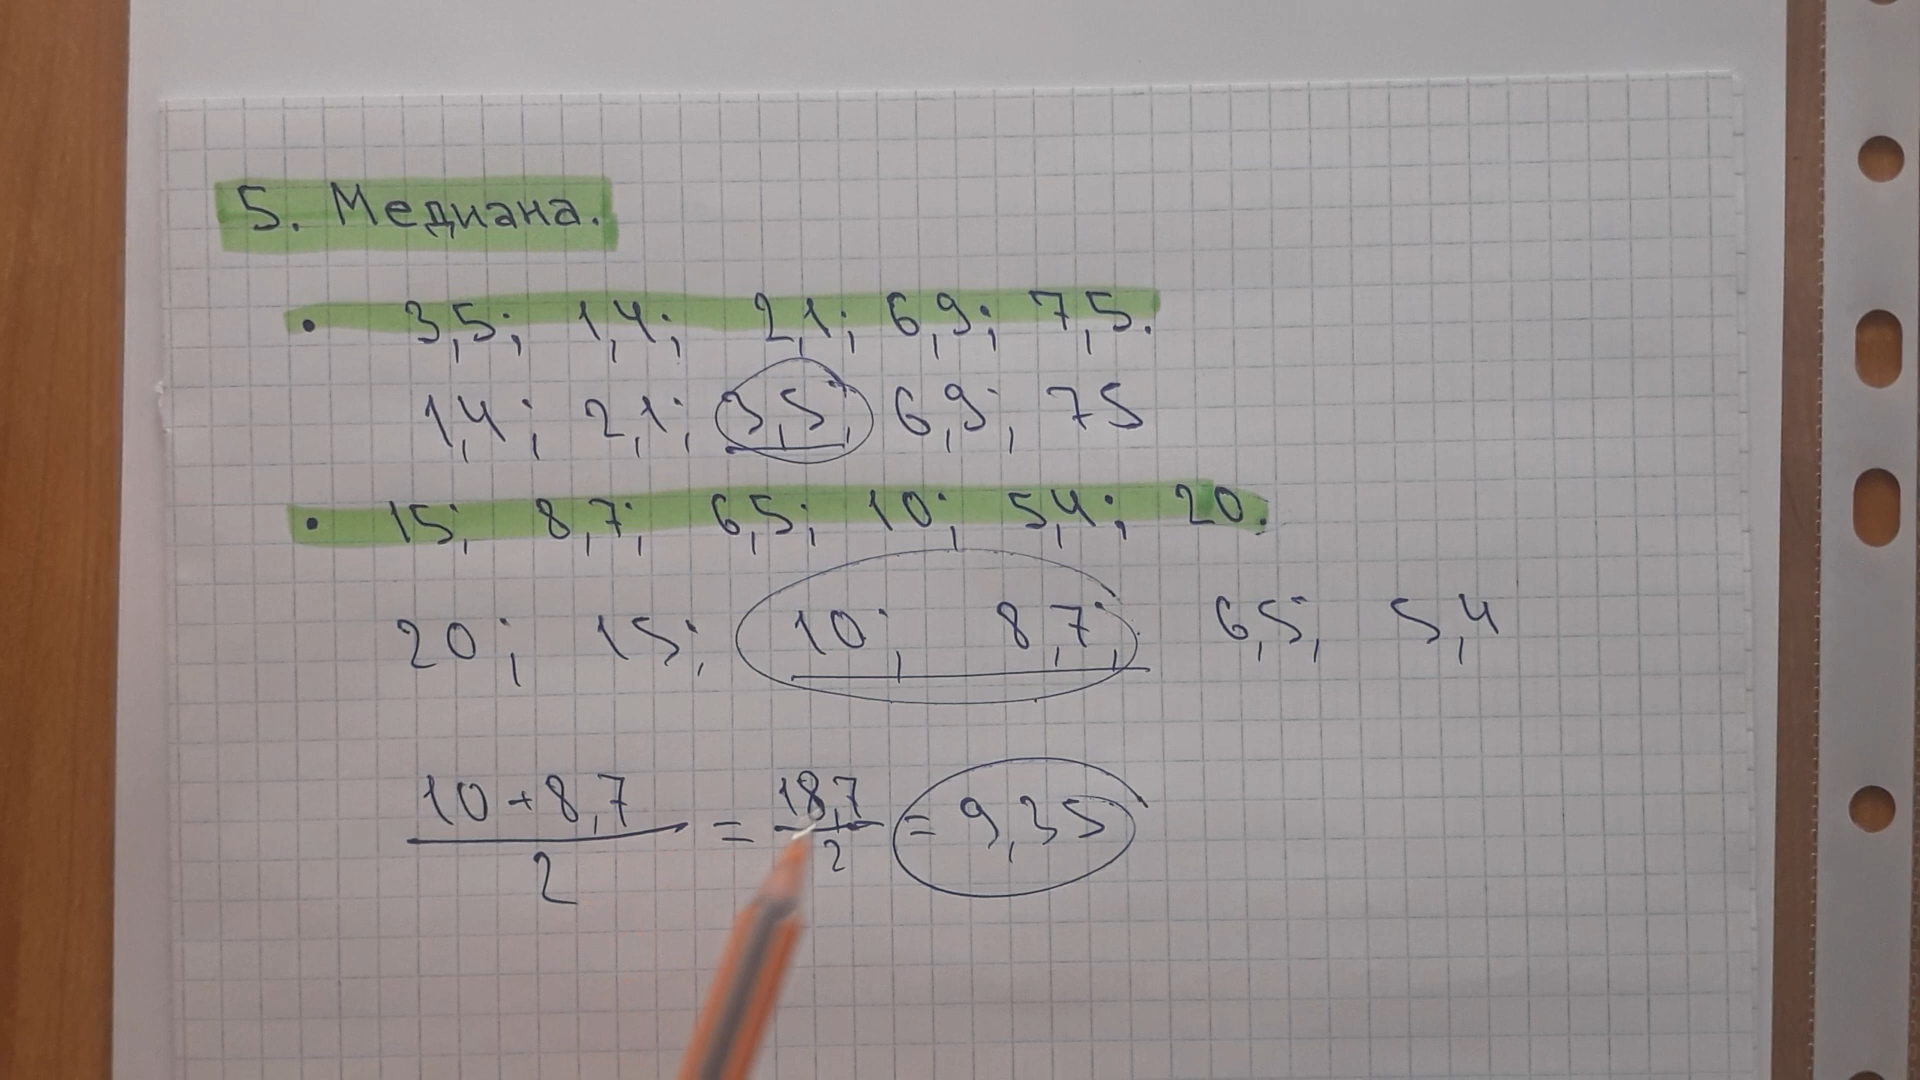 5. Медиана.
• 3,5; 1,4; 2,1; 6,9; 7,5.
1,4; 2,1; 3,5; 6,9; 75
• 15; 8,7; 6,5; 10; 5,4; 20.
20; 15; 10; 8,7; 6,5; 5,4
10+8,7/2 = 18,7/2 = 9,35